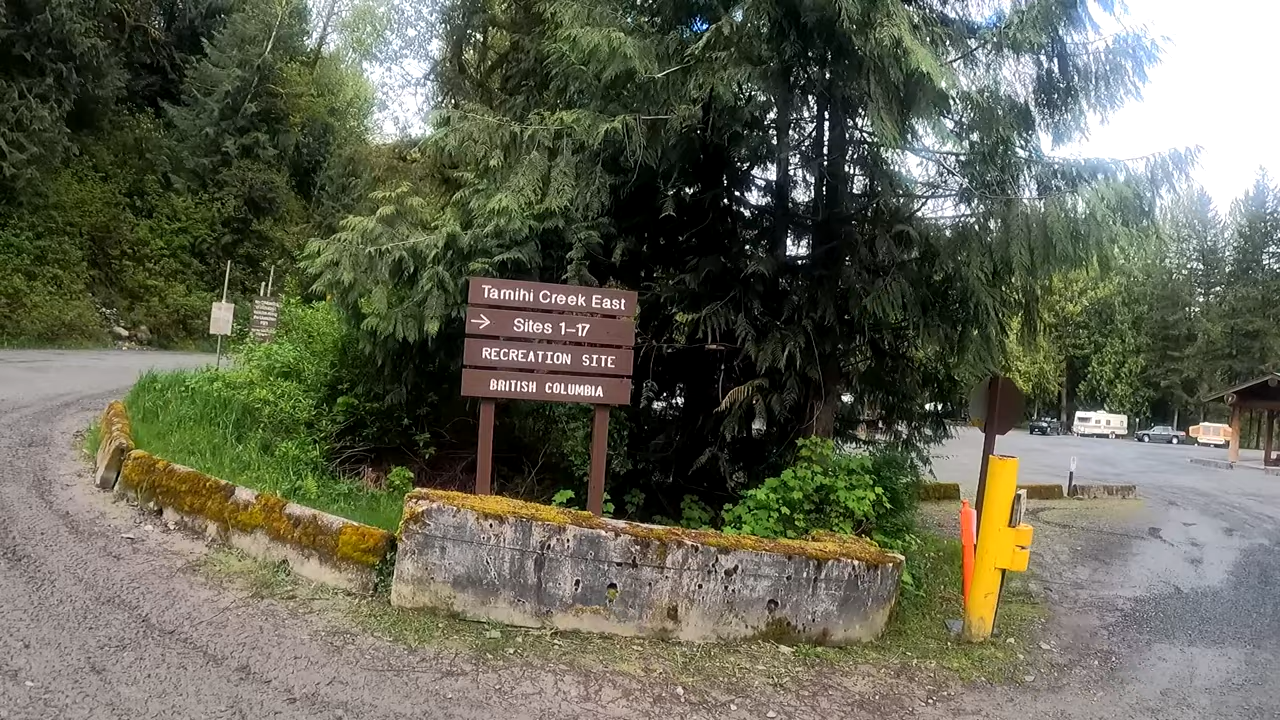 Tamihi Creek East
→ Sites 1–17
RECREATION SITE
BRITISH COLUMBIA